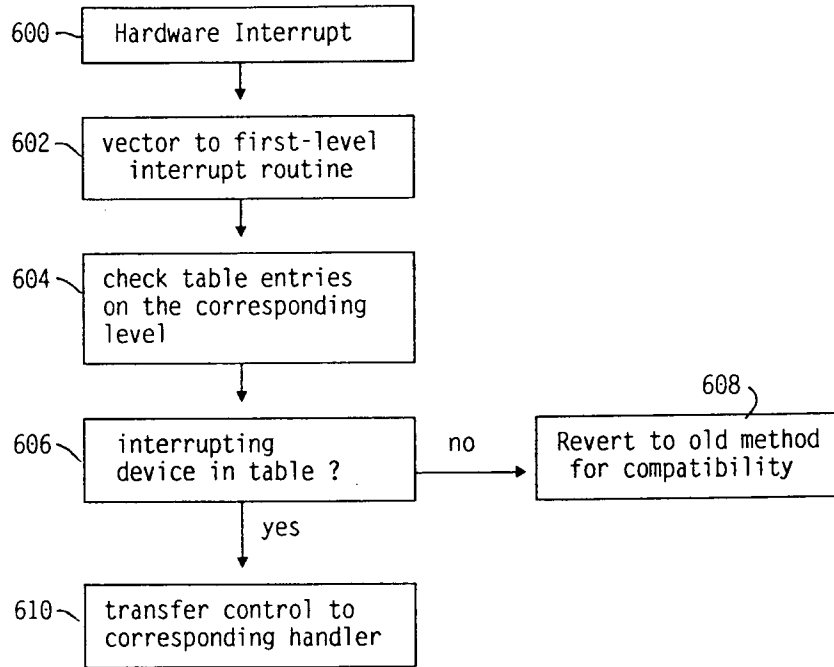 600
Hardware Interrupt
602
vector to first-level
interrupt routine
604
check table entries
on the corresponding
level
606
interrupting
device in table ?
no
608
Revert to old method
for compatibility
yes
610
transfer control to
corresponding handler